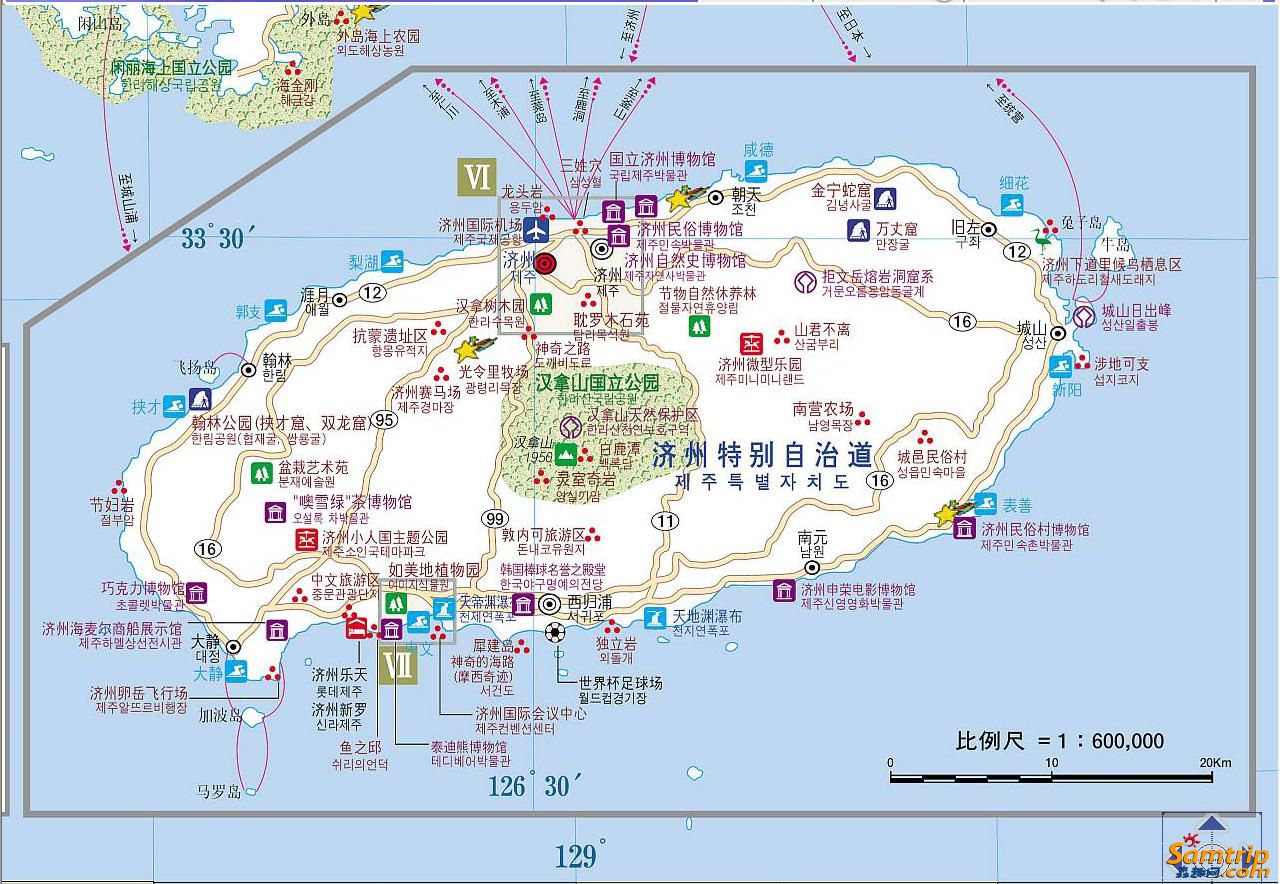 闲山岛
外岛
外岛海上农园
외도해상농원
闲丽海上国立公园
한려해상국립공원
海金刚
해금강
至济州
至日本
至城山浦
至仁川
至木浦
至莞岛
至鹿洞
至釜山
至统营
VI
三姓穴
삼성혈
国立济州博物馆
국립제주박물관
咸德
龙头岩
용두암
朝天
조천
金宁蛇窟
김녕사굴
细花
33°30′
济州国际机场
제주국제공항
济州民俗博物馆
제주민속박물관
万丈窟
만장굴
旧左
구좌
兔子岛
牛岛
12
梨湖
济州
제주
济州
제주
济州自然史博物馆
제주자연사박물관
济州下道里候鸟栖息区
제주하도리철새도래지
拒文岳熔岩洞窟系
거문오름용암동굴계
涯月
애월
12
汉拿树木园
한라수목원
节物自然休养林
절물자연휴양림
郭支
耽罗木石苑
탐라목석원
16
城山日出峰
성산일출봉
城山
성산
抗蒙遗址区
항몽유적지
山君不离
산굼부리
神奇之路
도깨비도로
济州微型乐园
제주미니미니랜드
涉地可支
섭지코지
新阳
飞扬岛
翰林
한림
光令里牧场
광령리목장
济州赛马场
제주경마장
汉拿山国立公园
한라산국립공원
挟才
翰林公园(挟才窟、双龙窟)
한림공원(협재굴, 쌍룡굴)
95
汉拿山天然保护区
한라산천연보호구역
南营农场
남영목장
汉拿山
1950
白鹿潭
백록담
济州特别自治道
제주특별자치도
城邑民俗村
성읍민속마을
盆栽艺术苑
분재예술원
灵室奇岩
영실기암
16
节妇岩
절부암
"噢雪绿"茶博物馆
오설록 차박물관
表善
99
11
济州民俗村博物馆
제주민속촌박물관
济州小人国主题公园
제주소인국테마파크
敦内可旅游区
돈내코유원지
南元
남원
16
如美地植物园
여미지식물원
韩国棒球名誉之殿堂
한국야구명예의전당
中文旅游区
중문관광단지
巧克力博物馆
초콜렛박물관
天帝渊瀑布
천제연폭포
西归浦
서귀포
济州申荣电影博物馆
제주신영영화박물관
济州海麦尔商船展示馆
제주하멜상선전시관
中文
天地渊瀑布
천지연폭포
大静
대정
犀建岛
神奇的海路
(摩西奇迹)
서건도
独立岩
외돌개
大静
VII
济州乐天
롯데제주
济州新罗
신라제주
世界杯足球场
월드컵경기장
济州卵岳飞行场
제주알뜨르비행장
加波岛
济州国际会议中心
제주컨벤션센터
比例尺 =1：600,000
鱼之邱
쉬리의언덕
泰迪熊博物馆
테디베어박물관
0 10 20Km
马罗岛
126°30′
129°
Samtrip
.com